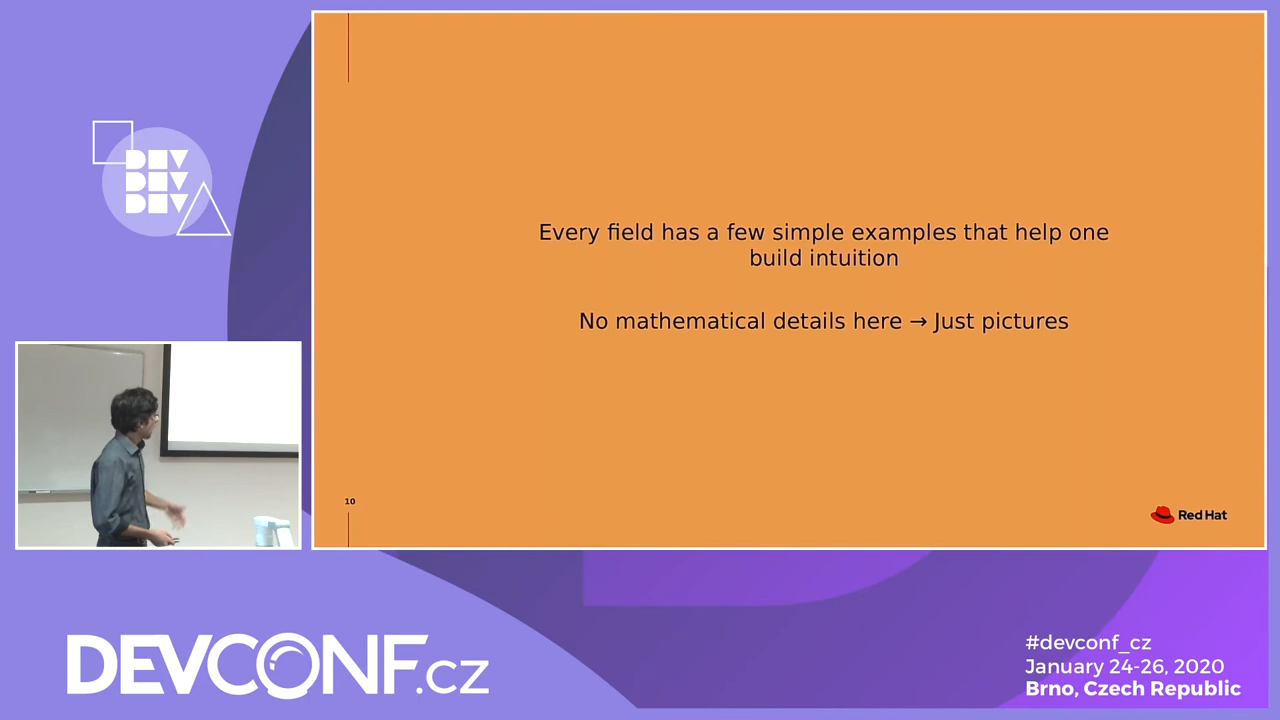 DEV
DEV
DEV
Every field has a few simple examples that help one
build intuition
No mathematical details here → Just pictures
10
Red Hat
DEVCONF.cz
#devconf_cz
January 24-26, 2020
Brno, Czech Republic